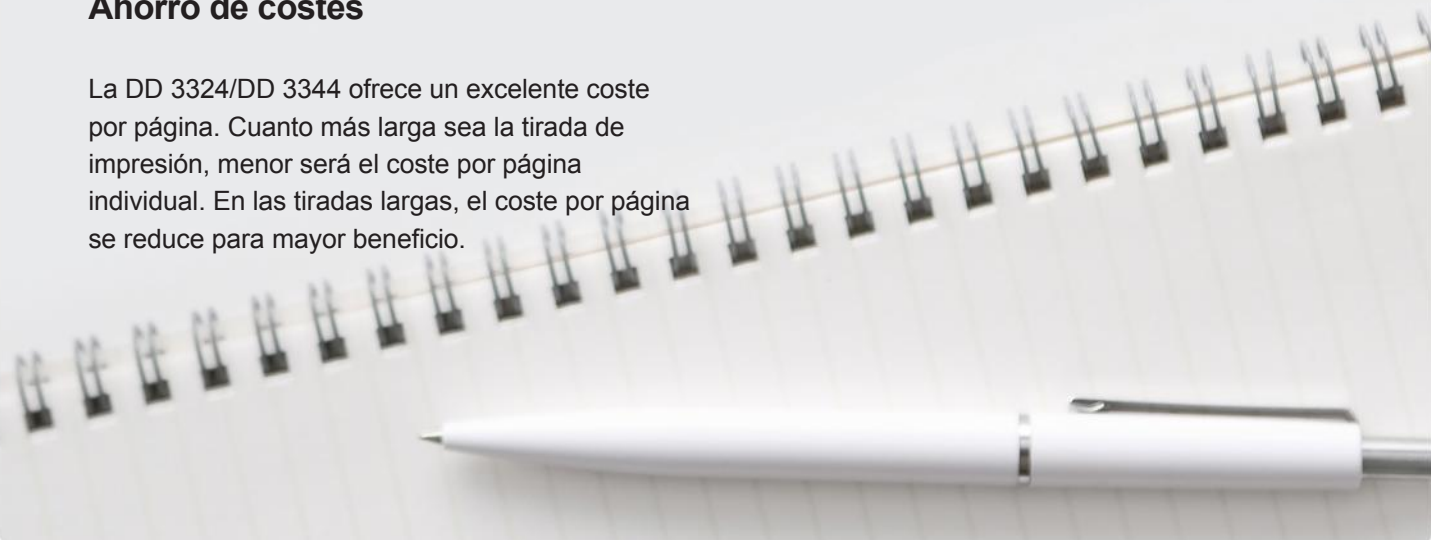 Ahorro de costes
La DD 3324/DD 3344 ofrece un excelente coste
por página. Cuanto más larga sea la tirada de
impresión, menor será el coste por página
individual. En las tiradas largas, el coste por página
se reduce para mayor beneficio.